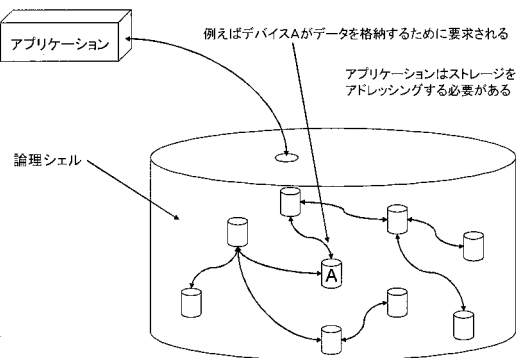 アプリケーション
例えばデバイスAがデータを格納するために要求される
アプリケーションはストレージを
アドレッシングする必要がある
論理シェル
A